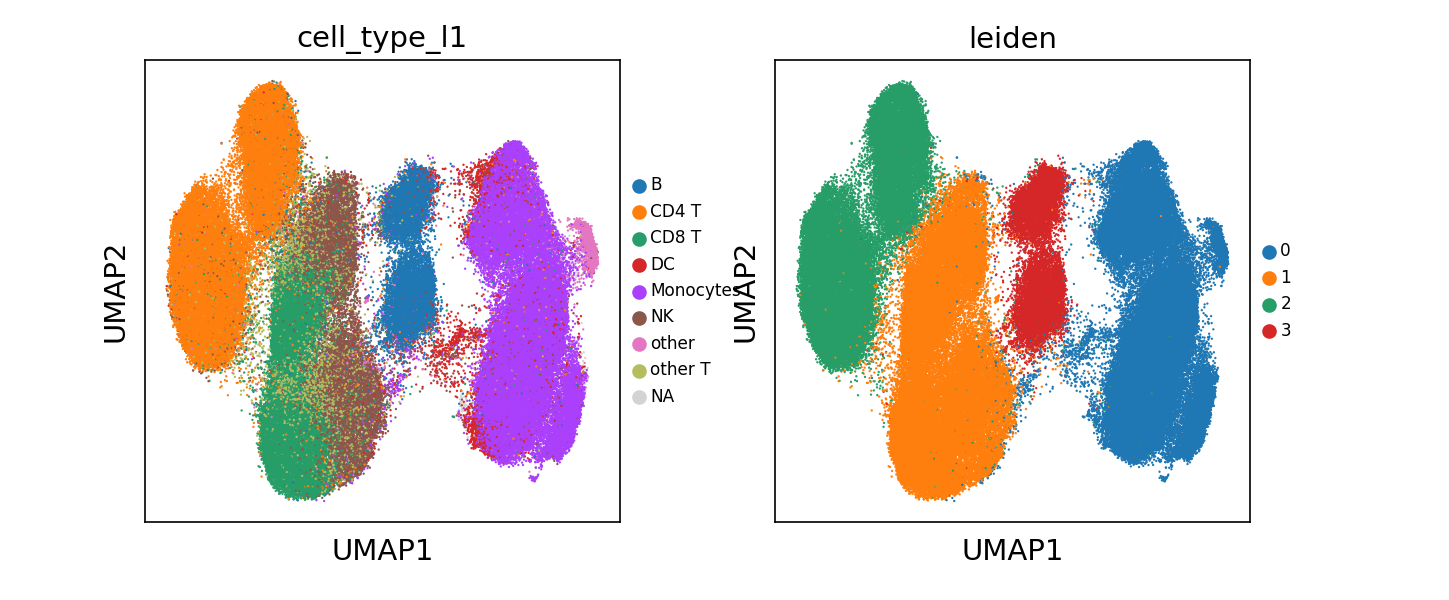 cell_type_l1
UMAP2
UMAP1
B
CD4 T
CD8 T
DC
Monocytes
NK
other
other T
NA
leiden
UMAP2
UMAP1
0
1
2
3